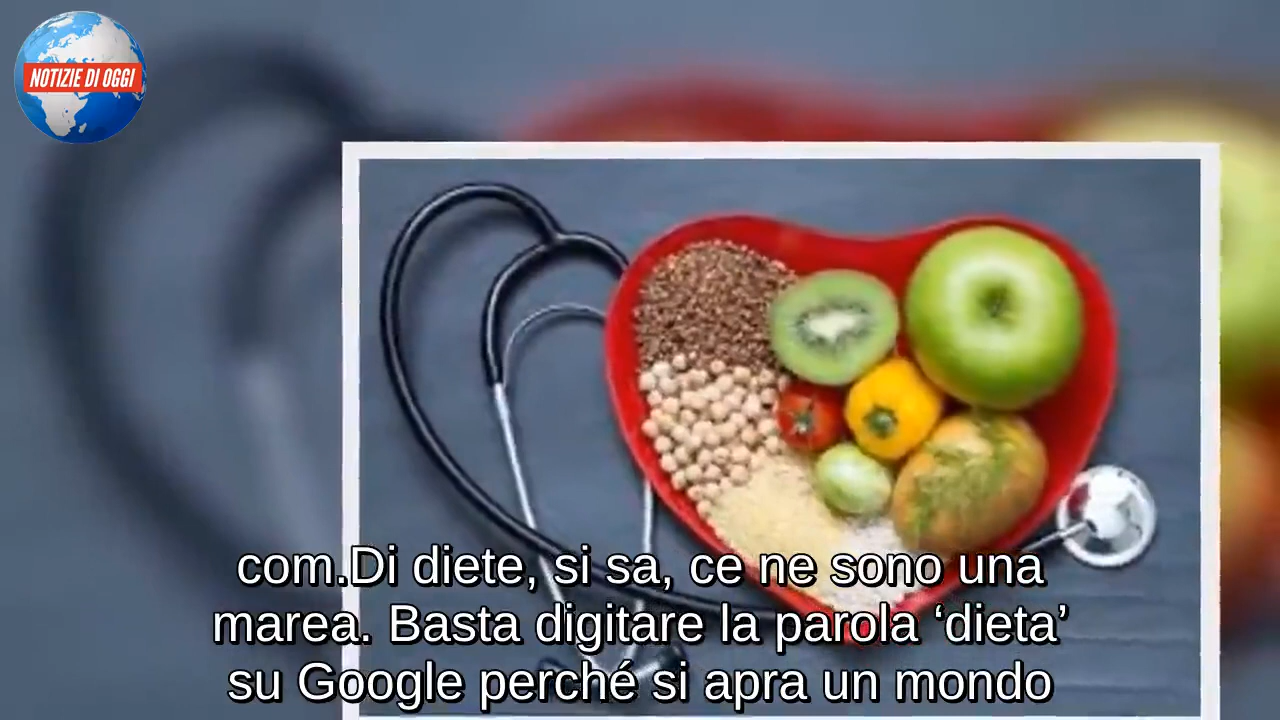 NOTIZIE DI OGGI
com.Di diete, si sa, ce ne sono una
marea. Basta digitare la parola ‘dieta’
su Google perché si apra un mondo